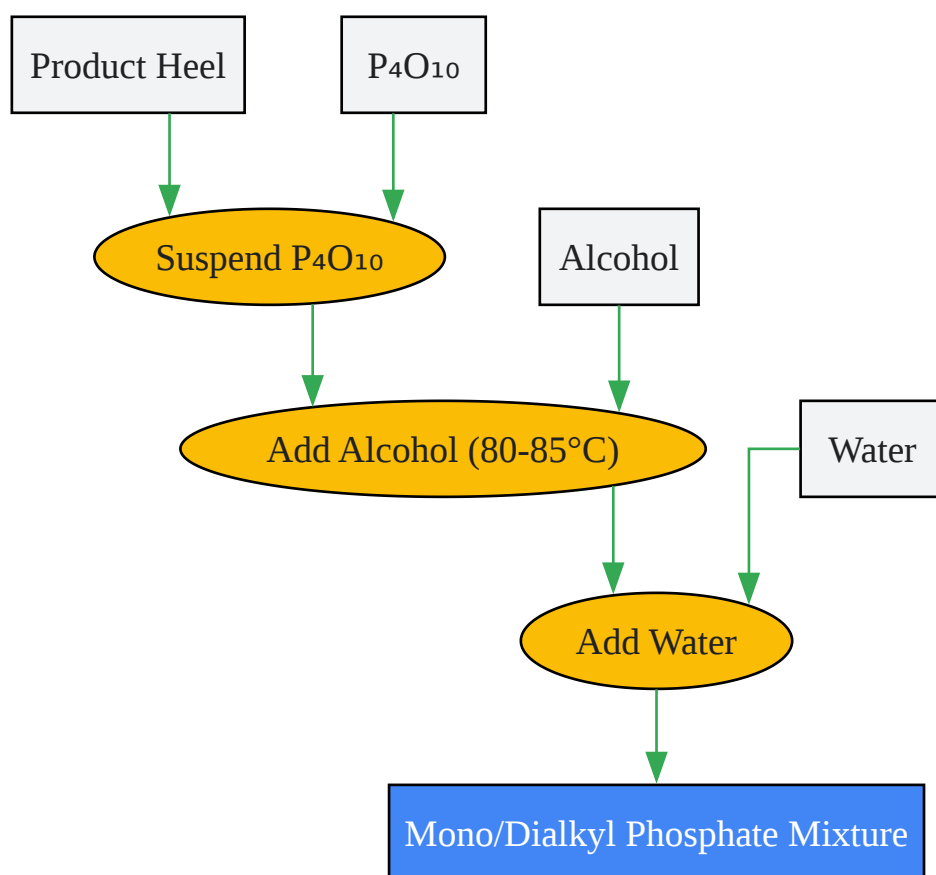 Product Heel
P₄O₁₀
Suspend P₄O₁₀
Alcohol
Add Alcohol (80-85°C)
Water
Add Water
Mono/Dialkyl Phosphate Mixture